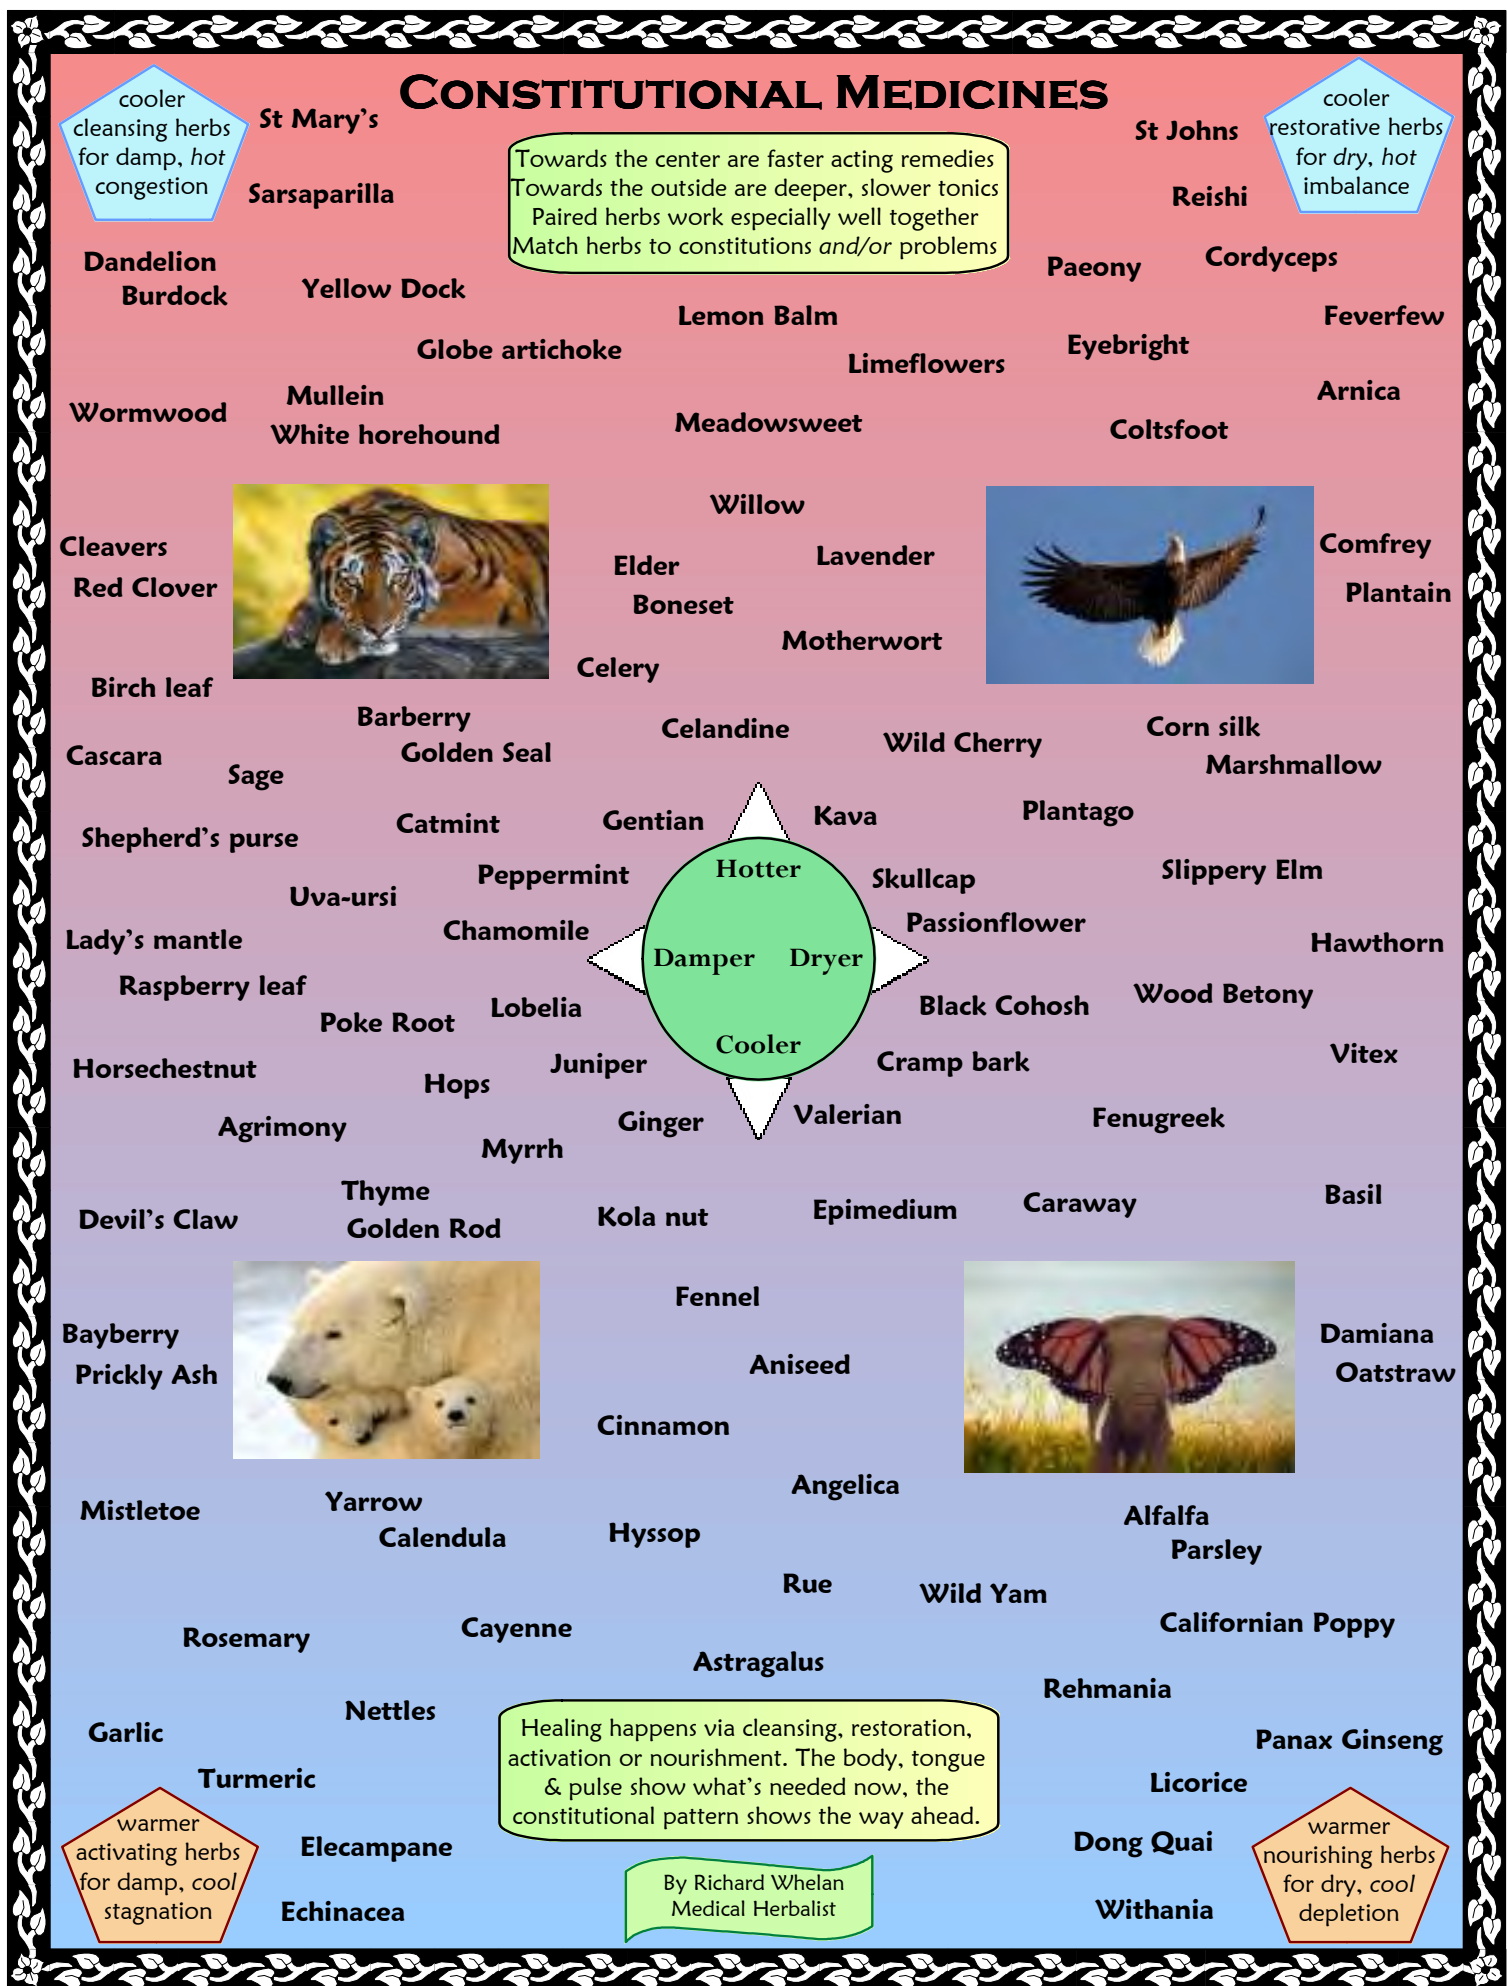 CONSTITUTIONAL MEDICINES
cooler
cleansing herbs
for damp, hot
congestion
cooler
restorative herbs
for dry, hot
imbalance
Towards the center are faster acting remedies
Towards the outside are deeper, slower tonics
Paired herbs work especially well together
Match herbs to constitutions and/or problems
St Mary's
St Johns
Sarsaparilla
Reishi
Dandelion
Burdock
Yellow Dock
Paeony
Cordyceps
Lemon Balm
Feverfew
Globe artichoke
Limeflowers
Eyebright
Mullein
White horehound
Wormwood
Meadowsweet
Arnica
Coltsfoot
Willow
Cleavers
Red Clover
Elder
Boneset
Lavender
Comfrey
Plantain
Motherwort
Celery
Birch leaf
Barberry
Golden Seal
Celandine
Wild Cherry
Corn silk
Marshmallow
Cascara
Sage
Catmint
Gentian
Kava
Plantago
Shepherd's purse
Peppermint
Hotter
Skullcap
Slippery Elm
Uva-ursi
Chamomile
Passionflower
Lady's mantle
Raspberry leaf
Damper
Dryer
Hawthorn
Lobelia
Black Cohosh
Wood Betony
Poke Root
Cooler
Horsechestnut
Hops
Juniper
Cramp bark
Vitex
Agrimony
Ginger
Valerian
Fenugreek
Myrrh
Thyme
Golden Rod
Devil's Claw
Kola nut
Epimedium
Caraway
Basil
Fennel
Bayberry
Prickly Ash
Aniseed
Damiana
Oatstraw
Cinnamon
Angelica
Mistletoe
Yarrow
Calendula
Hyssop
Alfalfa
Parsley
Rue
Wild Yam
Rosemary
Cayenne
Californian Poppy
Astragalus
Rehmania
Nettles
Garlic
Panax Ginseng
Turmeric
Licorice
Healing happens via cleansing, restoration,
activation or nourishment. The body, tongue
& pulse show what's needed now, the
constitutional pattern shows the way ahead.
warmer
activating herbs
for damp, cool
stagnation
Elecampane
Echinacea
By Richard Whelan
Medical Herbalist
Dong Quai
Withania
warmer
nourishing herbs
for dry, cool
depletion